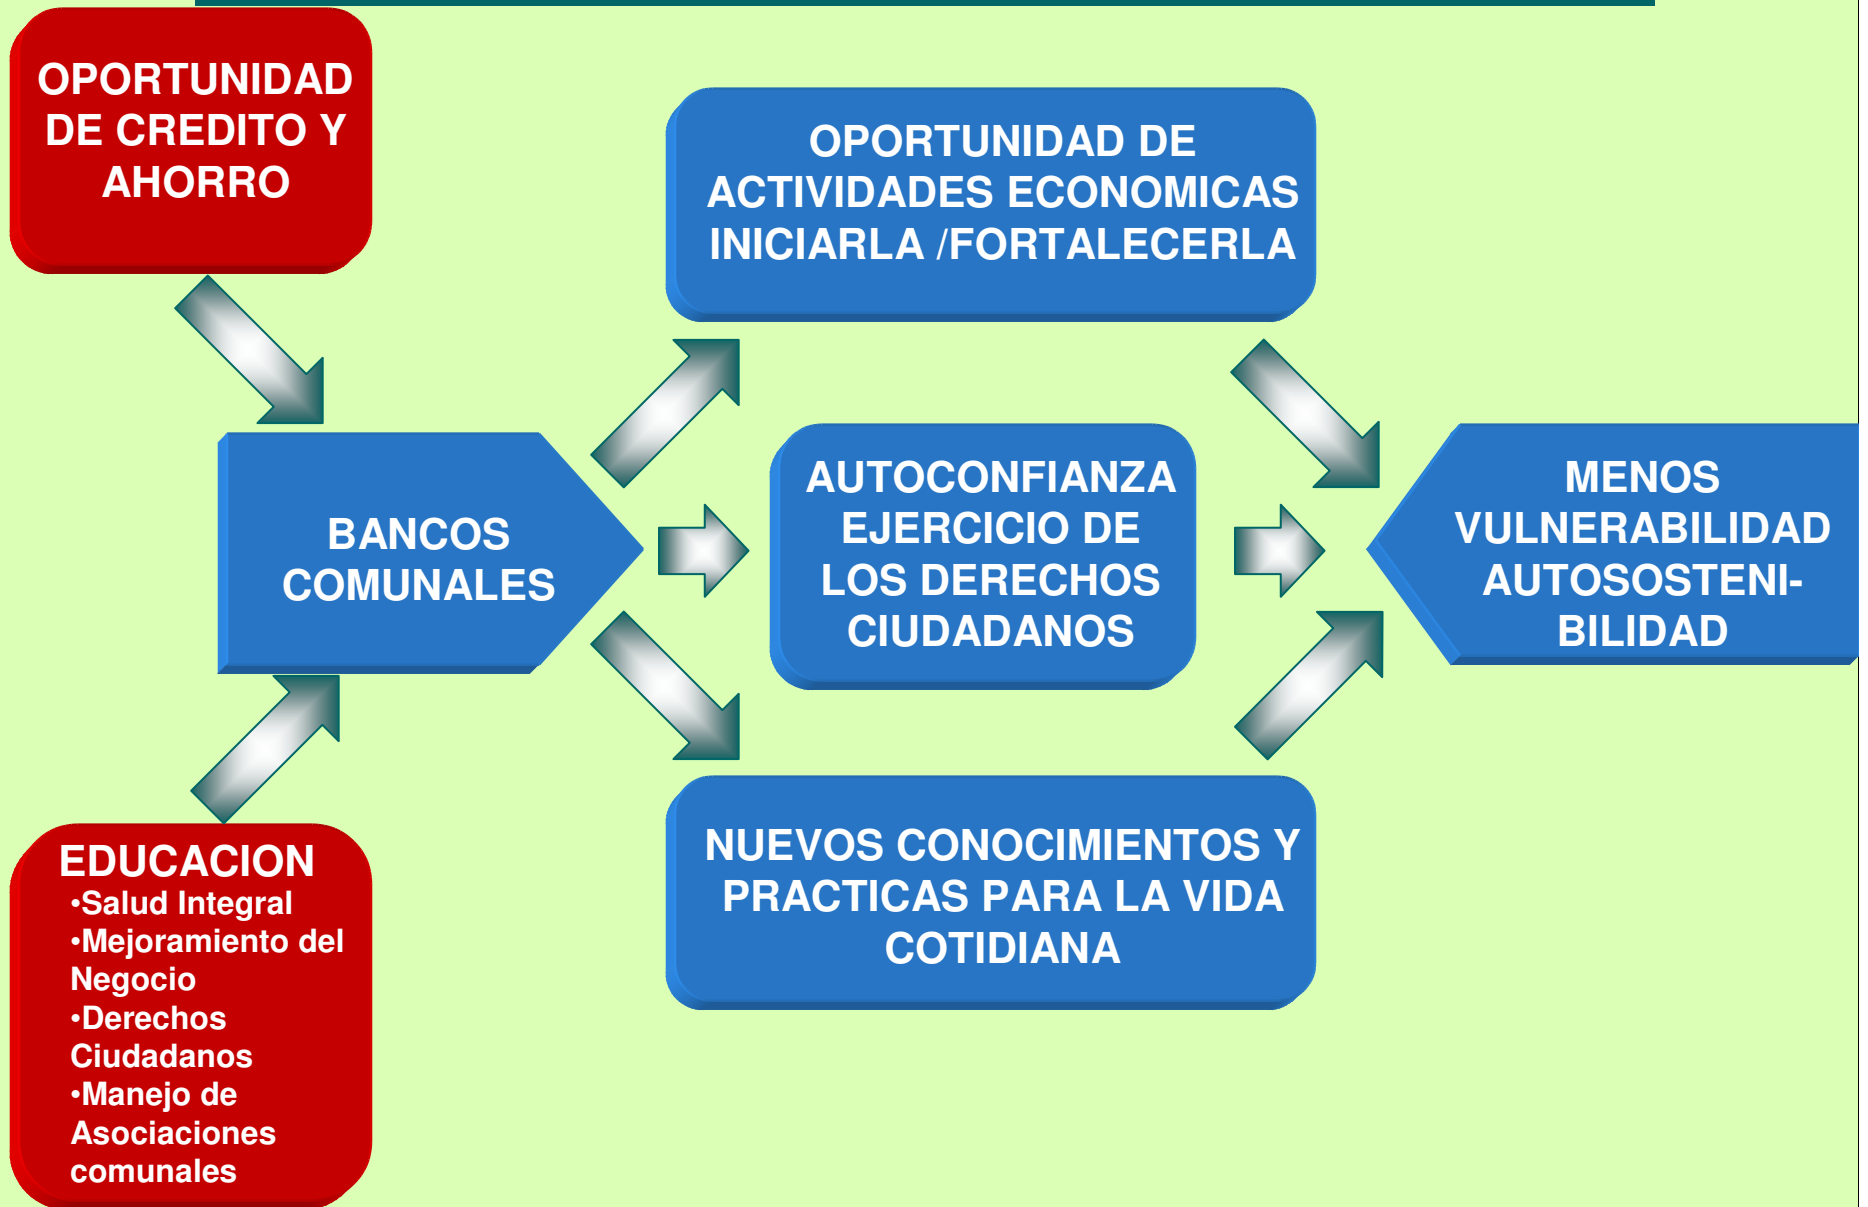 OPORTUNIDAD
DE CREDITO Y
AHORRO
OPORTUNIDAD DE
ACTIVIDADES ECONOMICAS
INICIARLA /FORTALECERLA
BANCOS
COMUNALES
AUTOCONFIANZA
EJERCICIO DE
LOS DERECHOS
CIUDADANOS
MENOS
VULNERABILIDAD
AUTOSOSTENI-
BILIDAD
EDUCACION
•Salud Integral
•Mejoramiento del
Negocio
•Derechos
Ciudadanos
•Manejo de
Asociaciones
comunales
NUEVOS CONOCIMIENTOS Y
PRACTICAS PARA LA VIDA
COTIDIANA